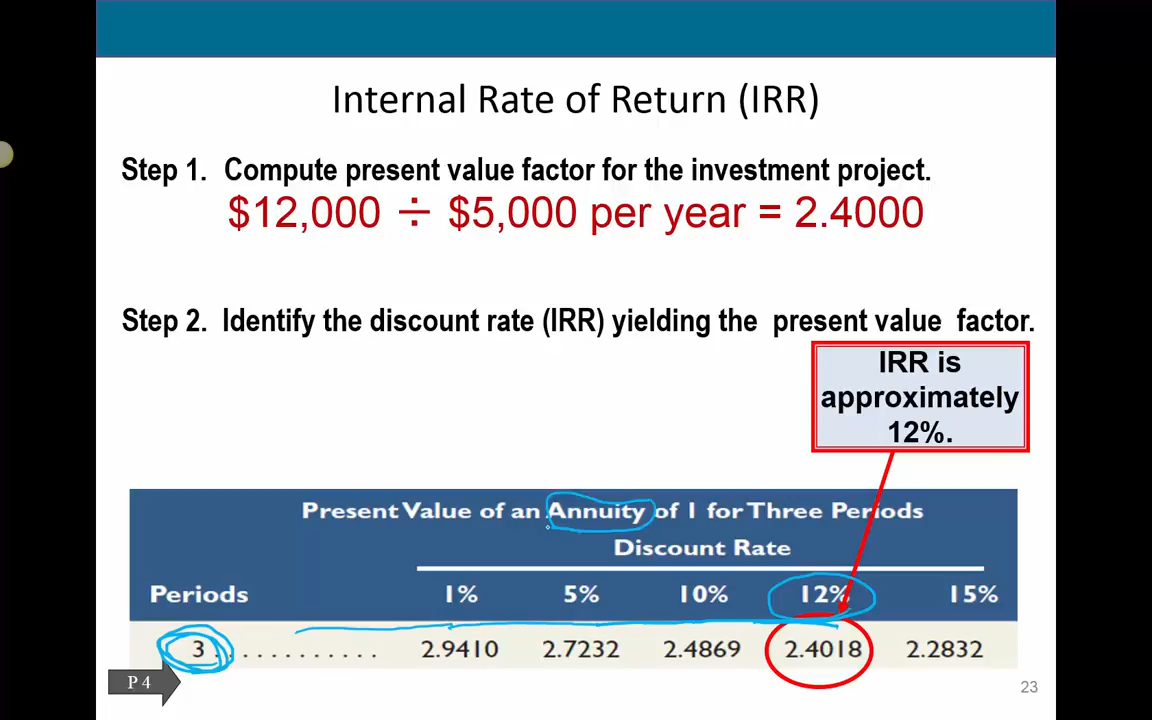 Internal Rate of Return (IRR)
Step 1. Compute present value factor for the investment project.
$12,000 ÷ $5,000 per year = 2.4000
Step 2. Identify the discount rate (IRR) yielding the present value factor.
IRR is
approximately
12%.
Present Value of an Annuity of 1 for Three Periods
Discount Rate
Periods 1% 5% 10% 12% 15%
3 . . . . . . . . . . . . 2.9410 2.7232 2.4869 2.4018 2.2832
P 4
23